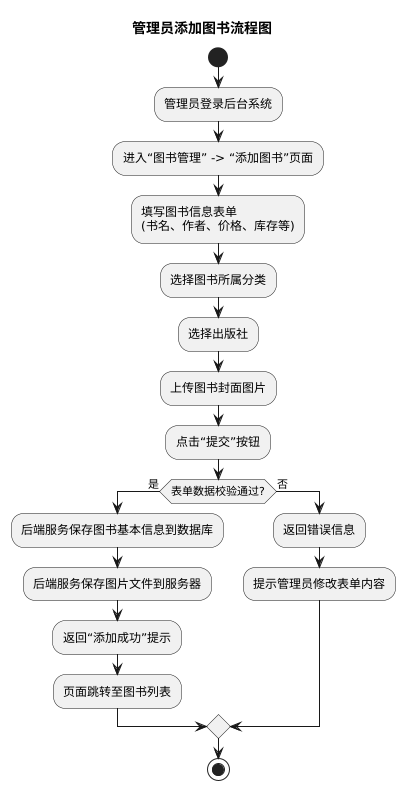 管理员添加图书流程图
管理员登录后台系统
进入“图书管理” -> “添加图书”页面
填写图书信息表单
(书名、作者、价格、库存等)
选择图书所属分类
选择出版社
上传图书封面图片
点击“提交”按钮
是
表单数据校验通过?
否
后端服务保存图书基本信息到数据库
返回错误信息
后端服务保存图片文件到服务器
提示管理员修改表单内容
返回“添加成功”提示
页面跳转至图书列表